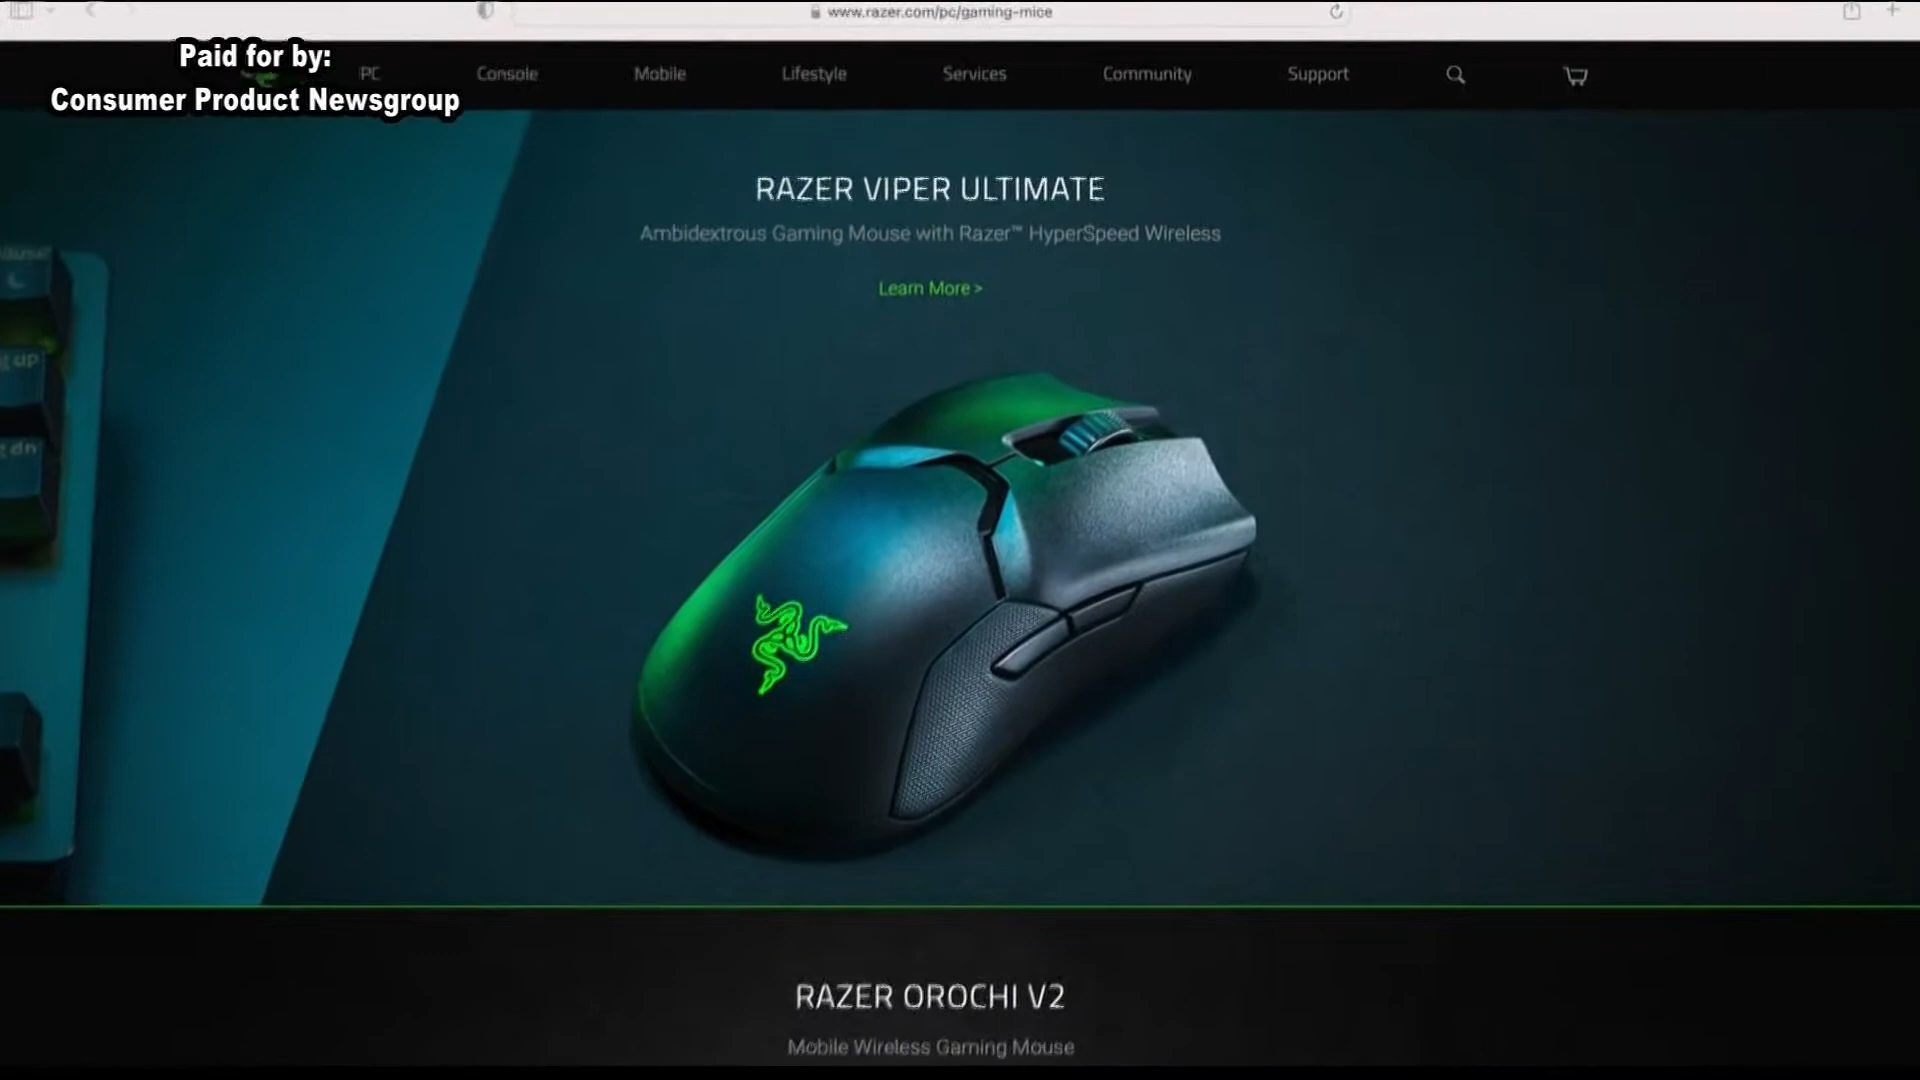 www.razer.com/pc/gaming-mice
Paid for by:
Consumer Product Newsgroup
PC
Console
Mobile
Lifestyle
Services
Community
Support
RAZER VIPER ULTIMATE
Ambidextrous Gaming Mouse with Razer™ HyperSpeed Wireless
Learn More >
up
dn
RAZER OROCHI V2
Mobile Wireless Gaming Mouse